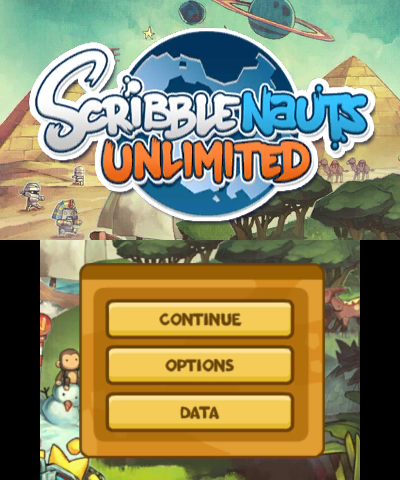 SCRIBBLENAUTS
UNLIMITED
CONTINUE
OPTIONS
DATA